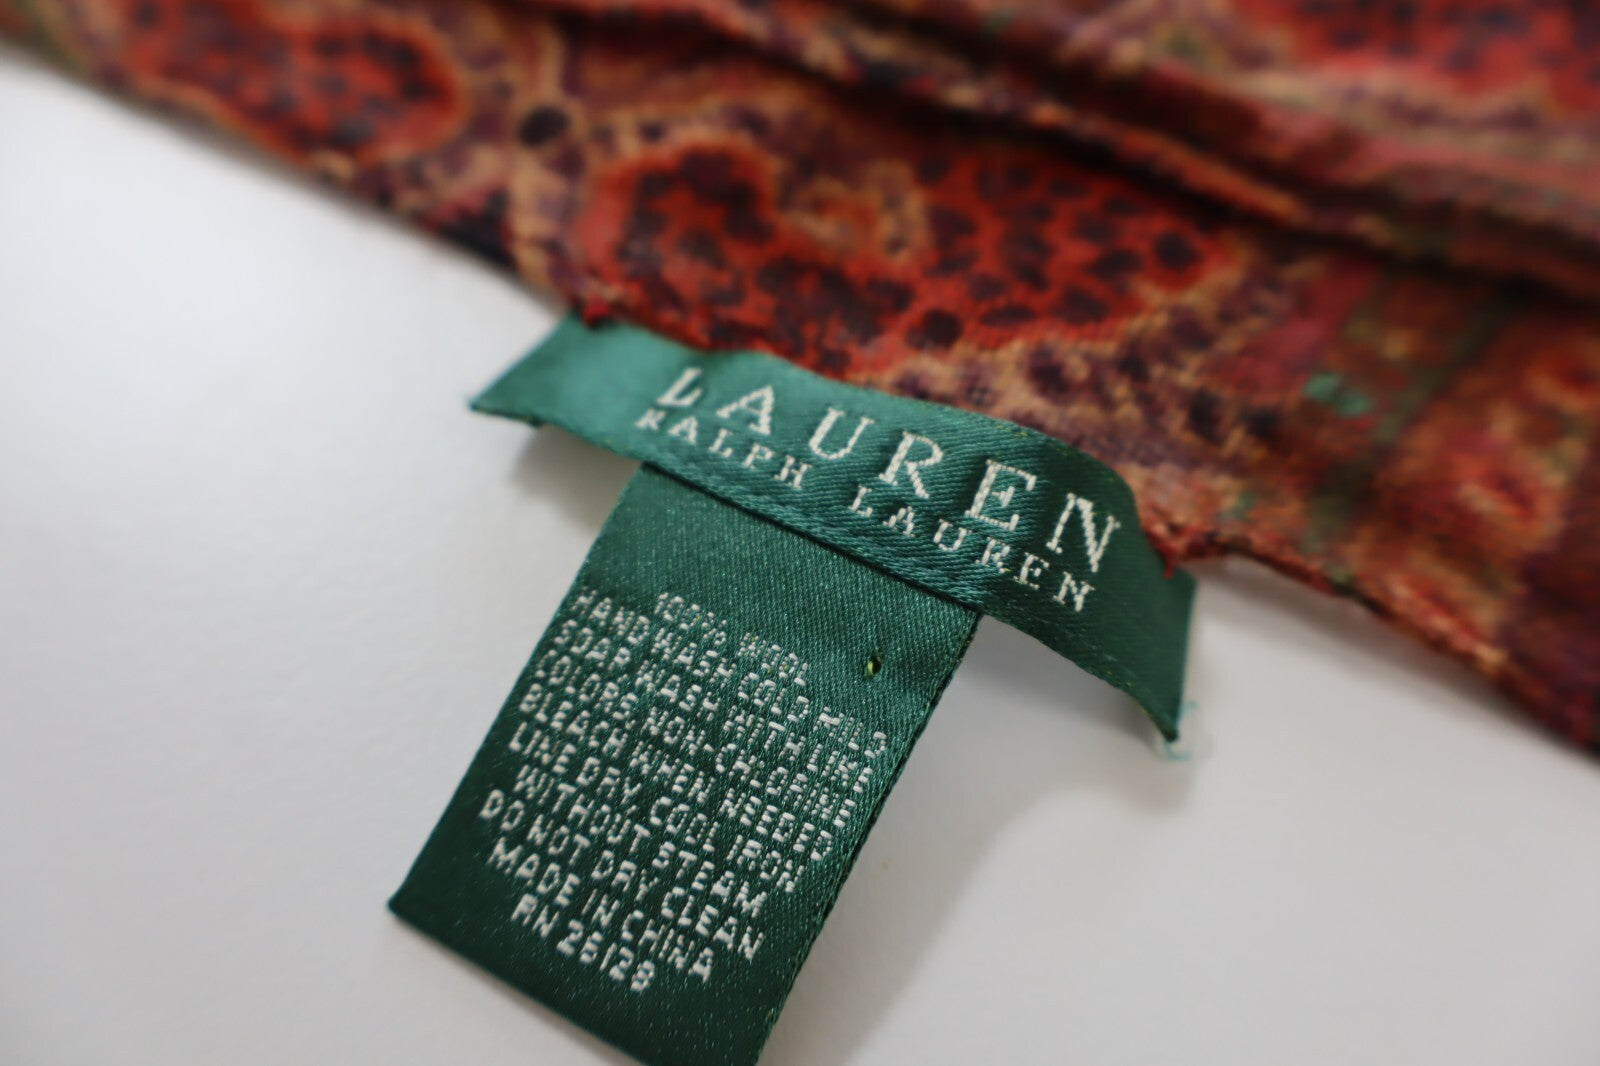 LAUREN
RALPH LAUREN
100% WOOL
HAND WASH COLD MILD
SOAP WASH WITH LIKE
COLORS NON-CHLORINE
BLEACH WHEN NEEDED
LINE DRY COOL IRON
WITHOUT STEAM
DO NOT DRY CLEAN
MADE IN CHINA
RN 26128